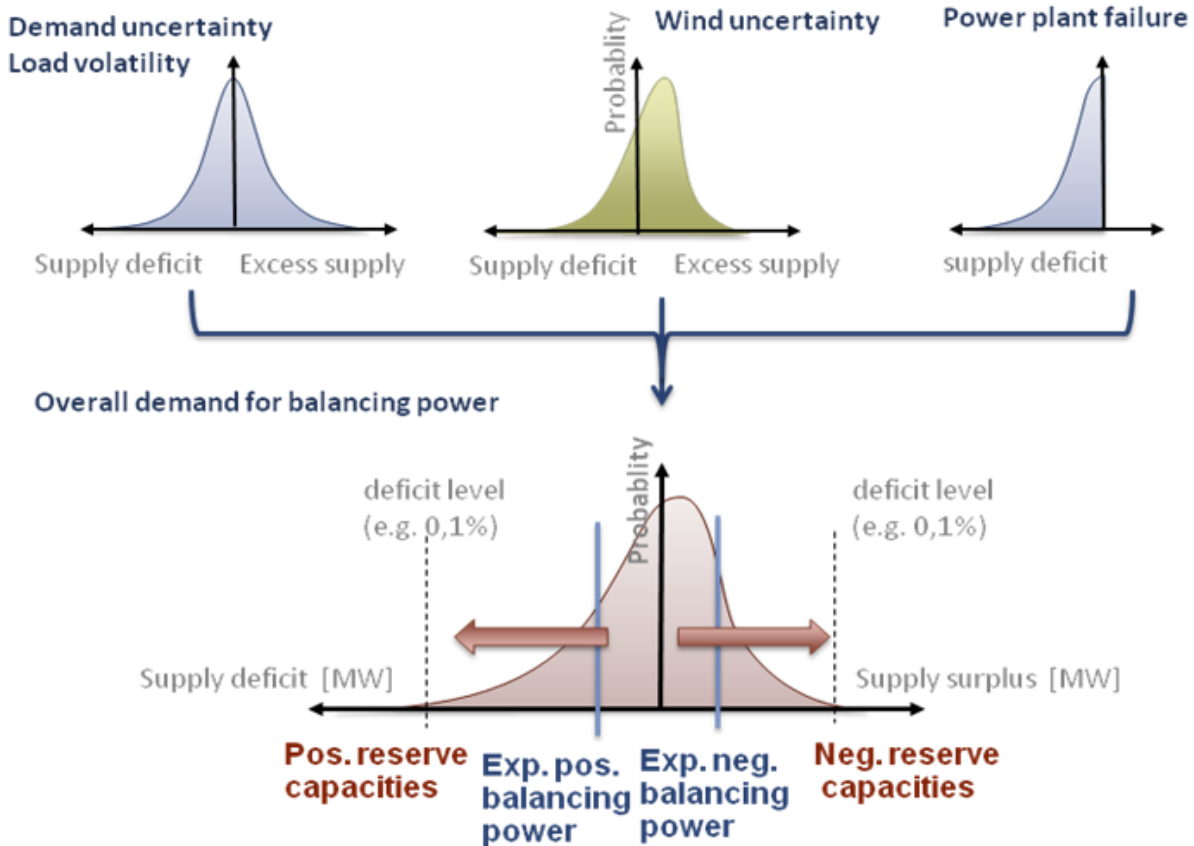 Demand uncertainty
Load volatility
Wind uncertainty
Power plant failure
Probablity
Supply deficit
Excess supply
Supply deficit
Excess supply
supply deficit
Overall demand for balancing power
Probablity
deficit level
(e.g. 0,1%)
deficit level
(e.g. 0,1%)
Supply deficit [MW]
Supply surplus [MW]
Pos. reserve
capacities
Exp. pos.
balancing
power
Exp. neg.
balancing
power
Neg. reserve
capacities